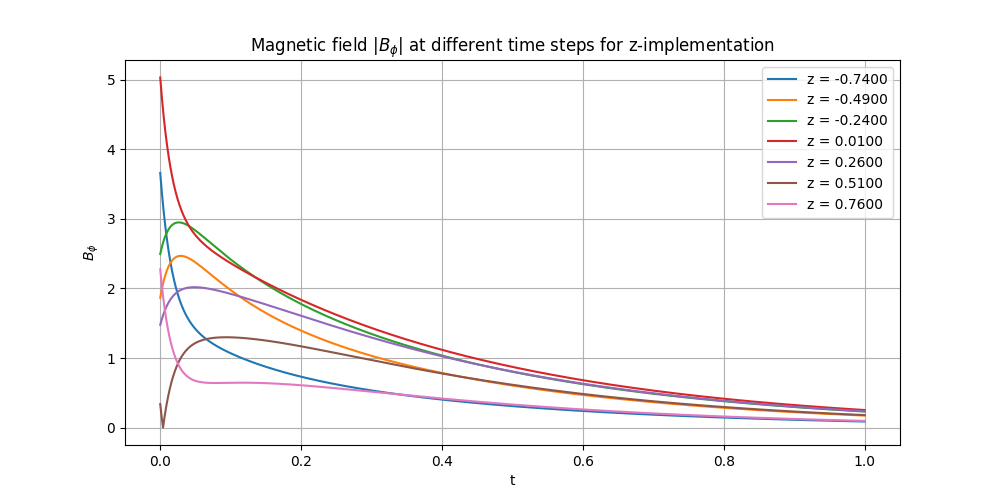 Magnetic field |B_ϕ| at different time steps for z-implementation
B_ϕ
5
4
3
2
1
0
0.0 0.2 0.4 0.6 0.8 1.0
t
z = -0.7400
z = -0.4900
z = -0.2400
z = 0.0100
z = 0.2600
z = 0.5100
z = 0.7600